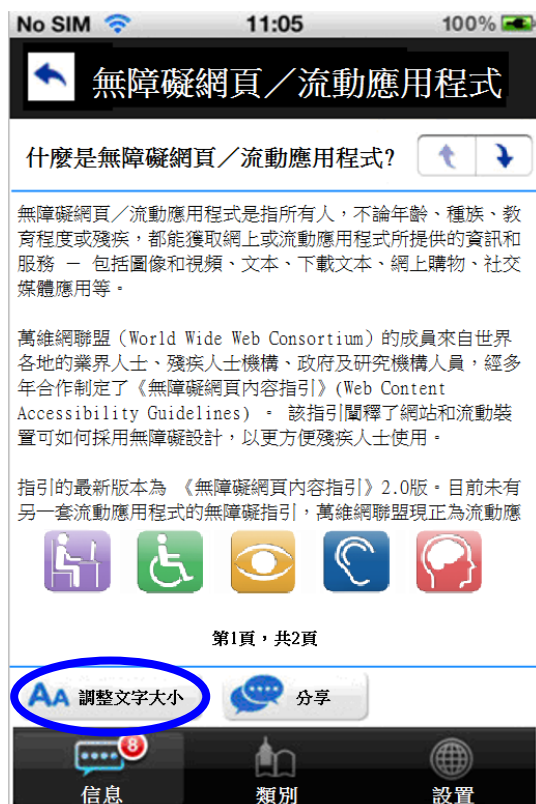 No SIM 11:05 100%
無障礙網頁／流動應用程式
什麼是無障礙網頁／流動應用程式?
無障礙網頁／流動應用程式是指所有人，不論年齡、種族、教
育程度或殘疾，都能獲取網上或流動應用程式所提供的資訊和
服務 － 包括圖像和視頻、文本、下載文本、網上購物、社交
媒體應用等。
萬維網聯盟（World Wide Web Consortium）的成員來自世界
各地的業界人士、殘疾人士機構、政府及研究機構人員，經多
年合作制定了《無障礙網頁內容指引》(Web Content
Accessibility Guidelines) 。 該指引闡釋了網站和流動裝
置可如何採用無障礙設計，以更方便殘疾人士使用。
指引的最新版本為 《無障礙網頁內容指引》2.0版。目前未有
另一套流動應用程式的無障礙指引，萬維網聯盟現正為流動應
第1頁，共2頁
AA 調整文字大小 分享
8
信息 類別 設置